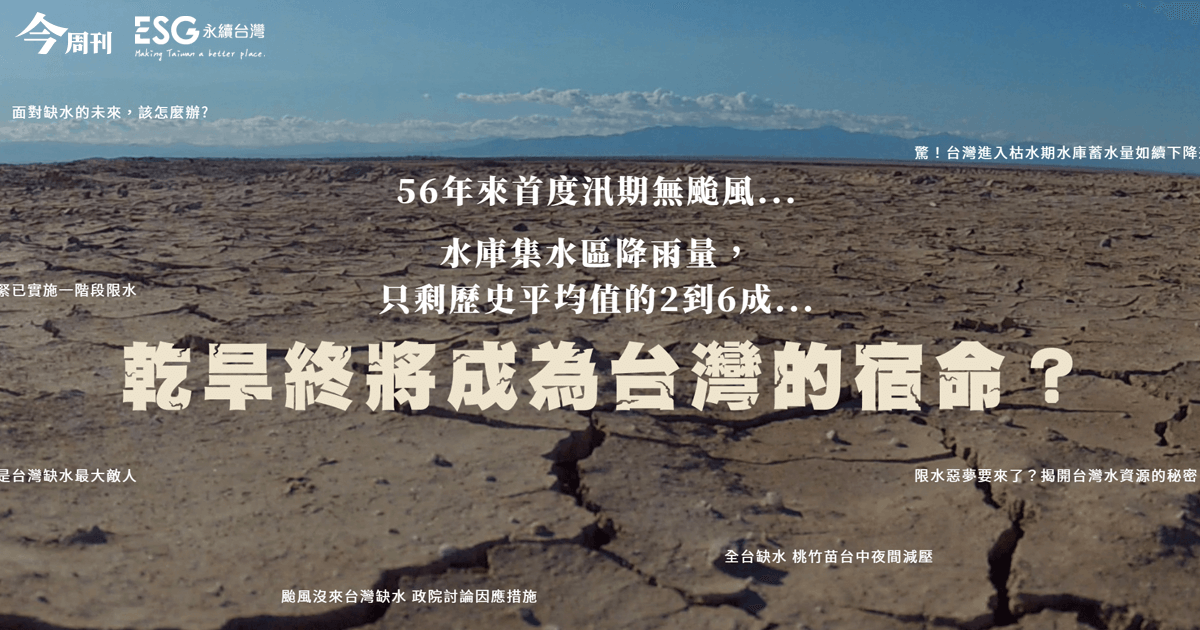 今周刊
ESG永續台灣
Making Taiwan a better place.
面對缺水的未來，該怎麼辦?
驚！台灣進入枯水期水庫蓄水量如續下降
56年來首度汛期無颱風...
水庫集水區降雨量，
只剩歷史平均值的2到6成...
緊已實施一階段限水
乾旱終將成為台灣的宿命？
是台灣缺水最大敵人
限水惡夢要來了？揭開台灣水資源的秘密
全台缺水 桃竹苗台中夜間減壓
颱風沒來台灣缺水 政院討論因應措施